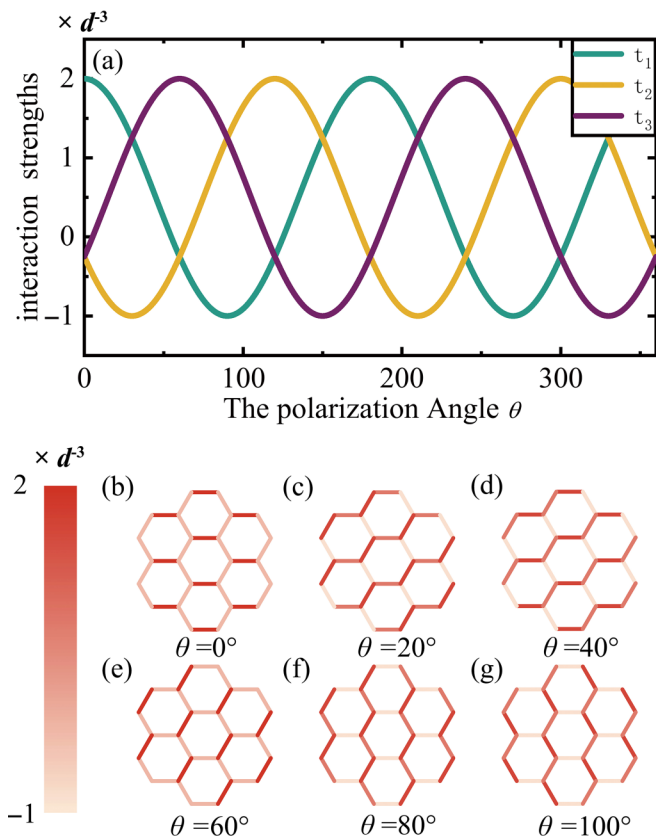 × d⁻³
(a)
t₁
t₂
t₃
2
1
0
−1
interaction strengths
0
100
200
300
The polarization Angle θ
× d⁻³
2
−1
(b)
(c)
(d)
θ =0°
θ =20°
θ =40°
(e)
(f)
(g)
θ =60°
θ =80°
θ =100°